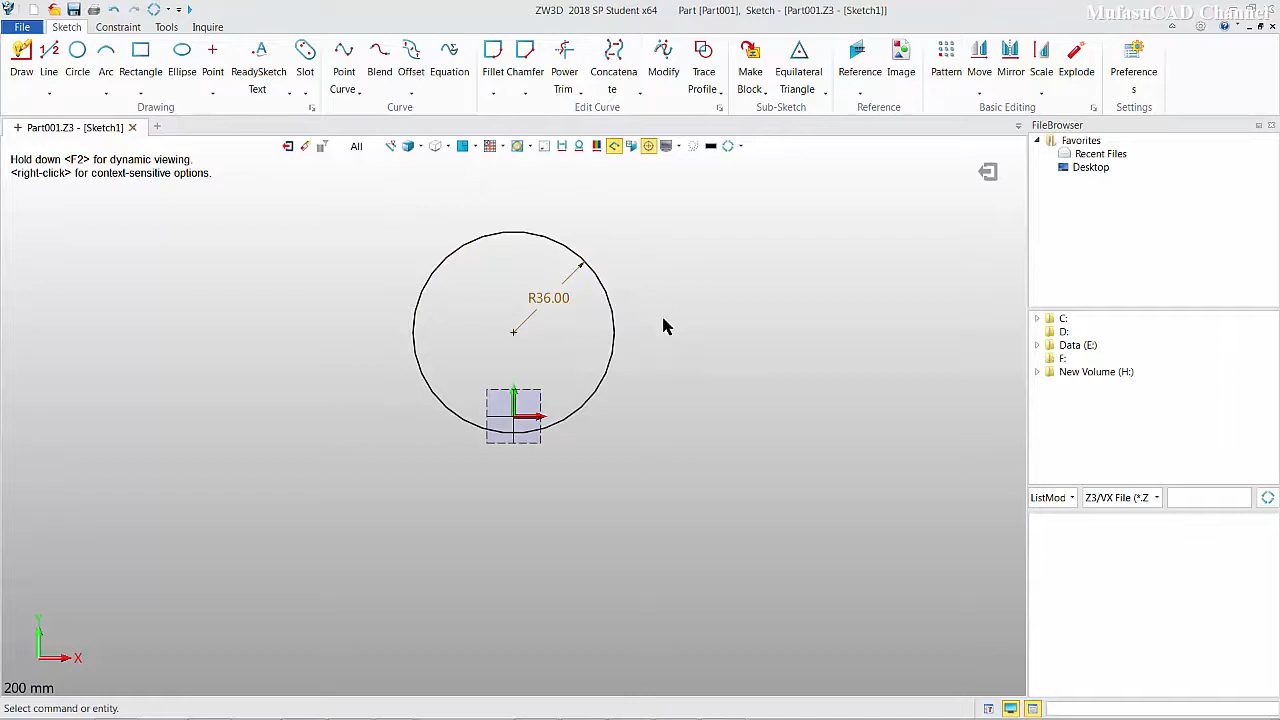 ZW3D 2018 SP Student x64 Part [Part001], Sketch - [Part001.Z3 - [Sketch1]]
MufasuCAD Channel
File Sketch Constraint Tools Inquire
Draw Line Circle Arc Rectangle Ellipse Point ReadySketch Text Slot
Point Curve Blend Offset Equation
Fillet Chamfer Power Trim Concatenate Modify Trace Profile
Make Block Equilateral Triangle
Reference Image
Pattern Move Mirror Scale Explode
Preferences
Drawing Curve Edit Curve Sub-Sketch Reference Basic Editing Settings
Part001.Z3 - [Sketch1]
All
Hold down <F2> for dynamic viewing.
<right-click> for context-sensitive options.
R36.00
Y
X
200 mm
Select command or entity.
FileBrowser
Favorites
Recent Files
Desktop
C:
D:
Data (E:)
F:
New Volume (H:)
ListMod Z3/VX File (*.Z